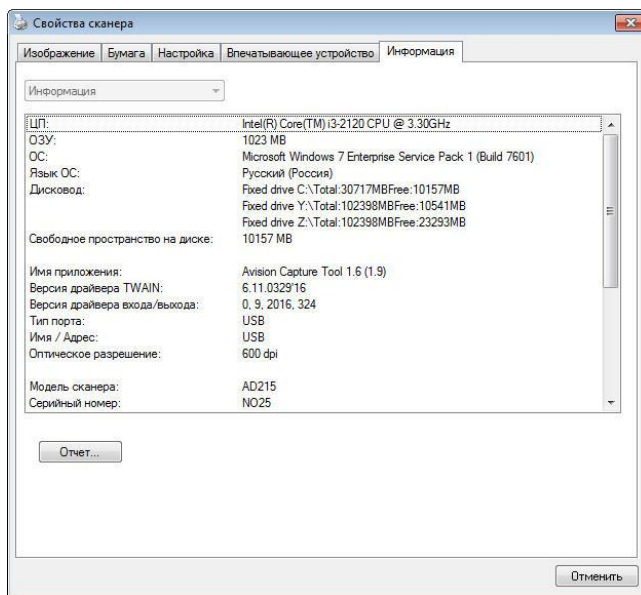 Свойства сканера
Изображение Бумага Настройка Впечатывающее устройство Информация
Информация
ЦП: Intel(R) Core(TM) i3-2120 CPU @ 3.30GHz
ОЗУ: 1023 MB
ОС: Microsoft Windows 7 Enterprise Service Pack 1 (Build 7601)
Язык ОС: Русский (Россия)
Дисковод: Fixed drive C:\Total:30717MBFree:10157MB
Fixed drive Y:\Total:102398MBFree:10541MB
Fixed drive Z:\Total:102398MBFree:23293MB
Свободное пространство на диске: 10157 MB
Имя приложения: Avision Capture Tool 1.6 (1.9)
Версия драйвера TWAIN: 6.11.0329'16
Версия драйвера входа/выхода: 0, 9, 2016, 324
Тип порта: USB
Имя / Адрес: USB
Оптическое разрешение: 600 dpi
Модель сканера: AD215
Серийный номер: NO25
Отчет...
Отменить